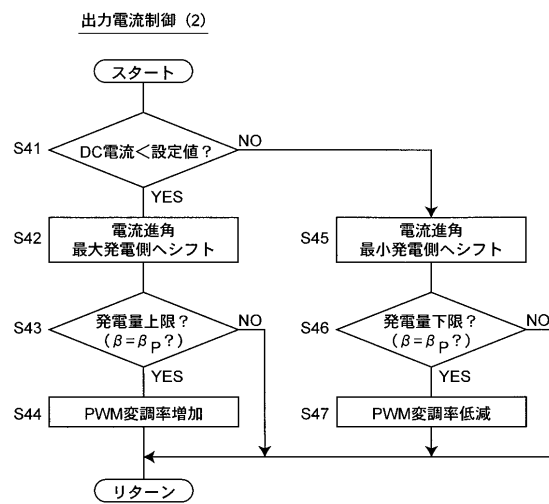 出力電流制御（2）
スタート
S41
DC電流＜設定値？
NO
YES
S42
電流進角
最大発電側へシフト
S43
発電量上限？
（β=βP？）
NO
YES
S44
PWM変調率増加
S45
電流進角
最小発電側へシフト
S46
発電量下限？
（β=βP？）
NO
YES
S47
PWM変調率低減
リターン